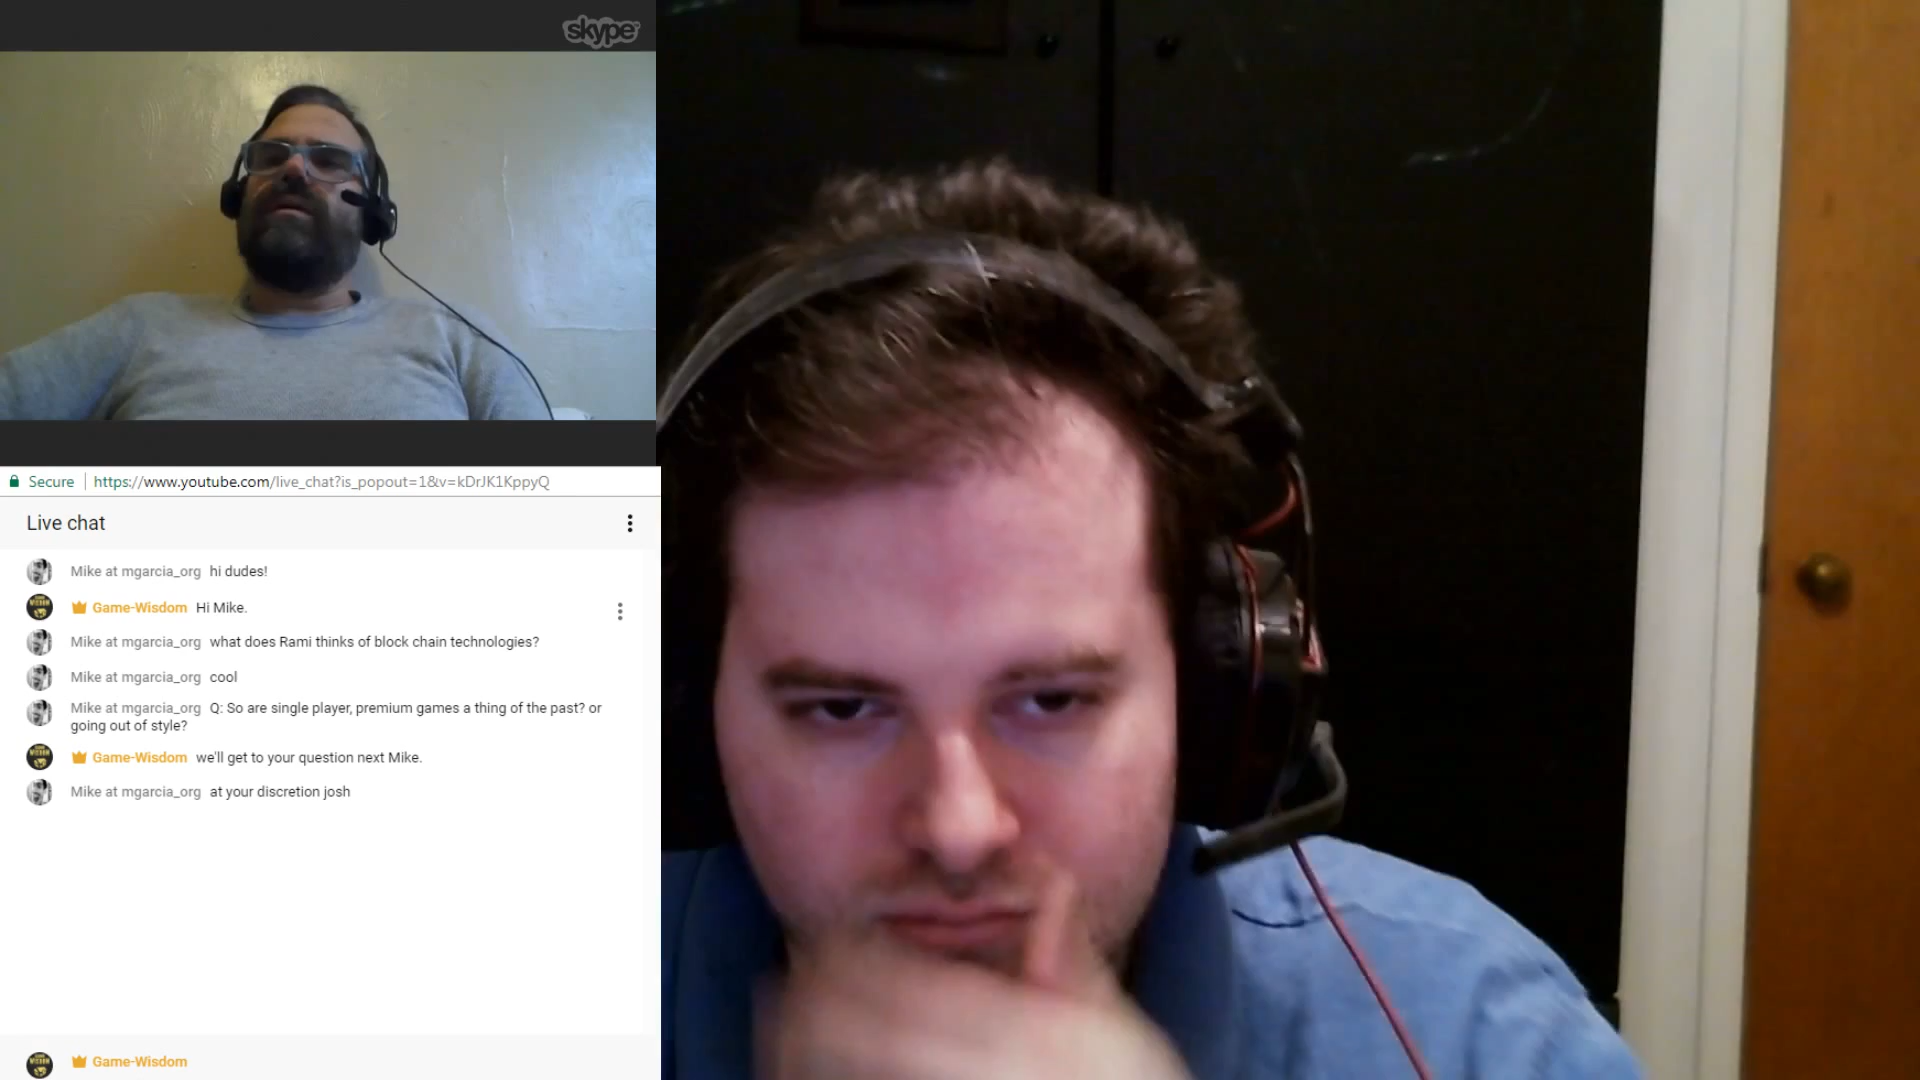 skype
Secure https://www.youtube.com/live_chat?is_popout=1&v=kDrJK1KppyQ
Live chat
Mike at mgarcia_org hi dudes!
Game-Wisdom Hi Mike.
Mike at mgarcia_org what does Rami thinks of block chain technologies?
Mike at mgarcia_org cool
Mike at mgarcia_org Q: So are single player, premium games a thing of the past? or
going out of style?
Game-Wisdom we'll get to your question next Mike.
Mike at mgarcia_org at your discretion josh
Game-Wisdom